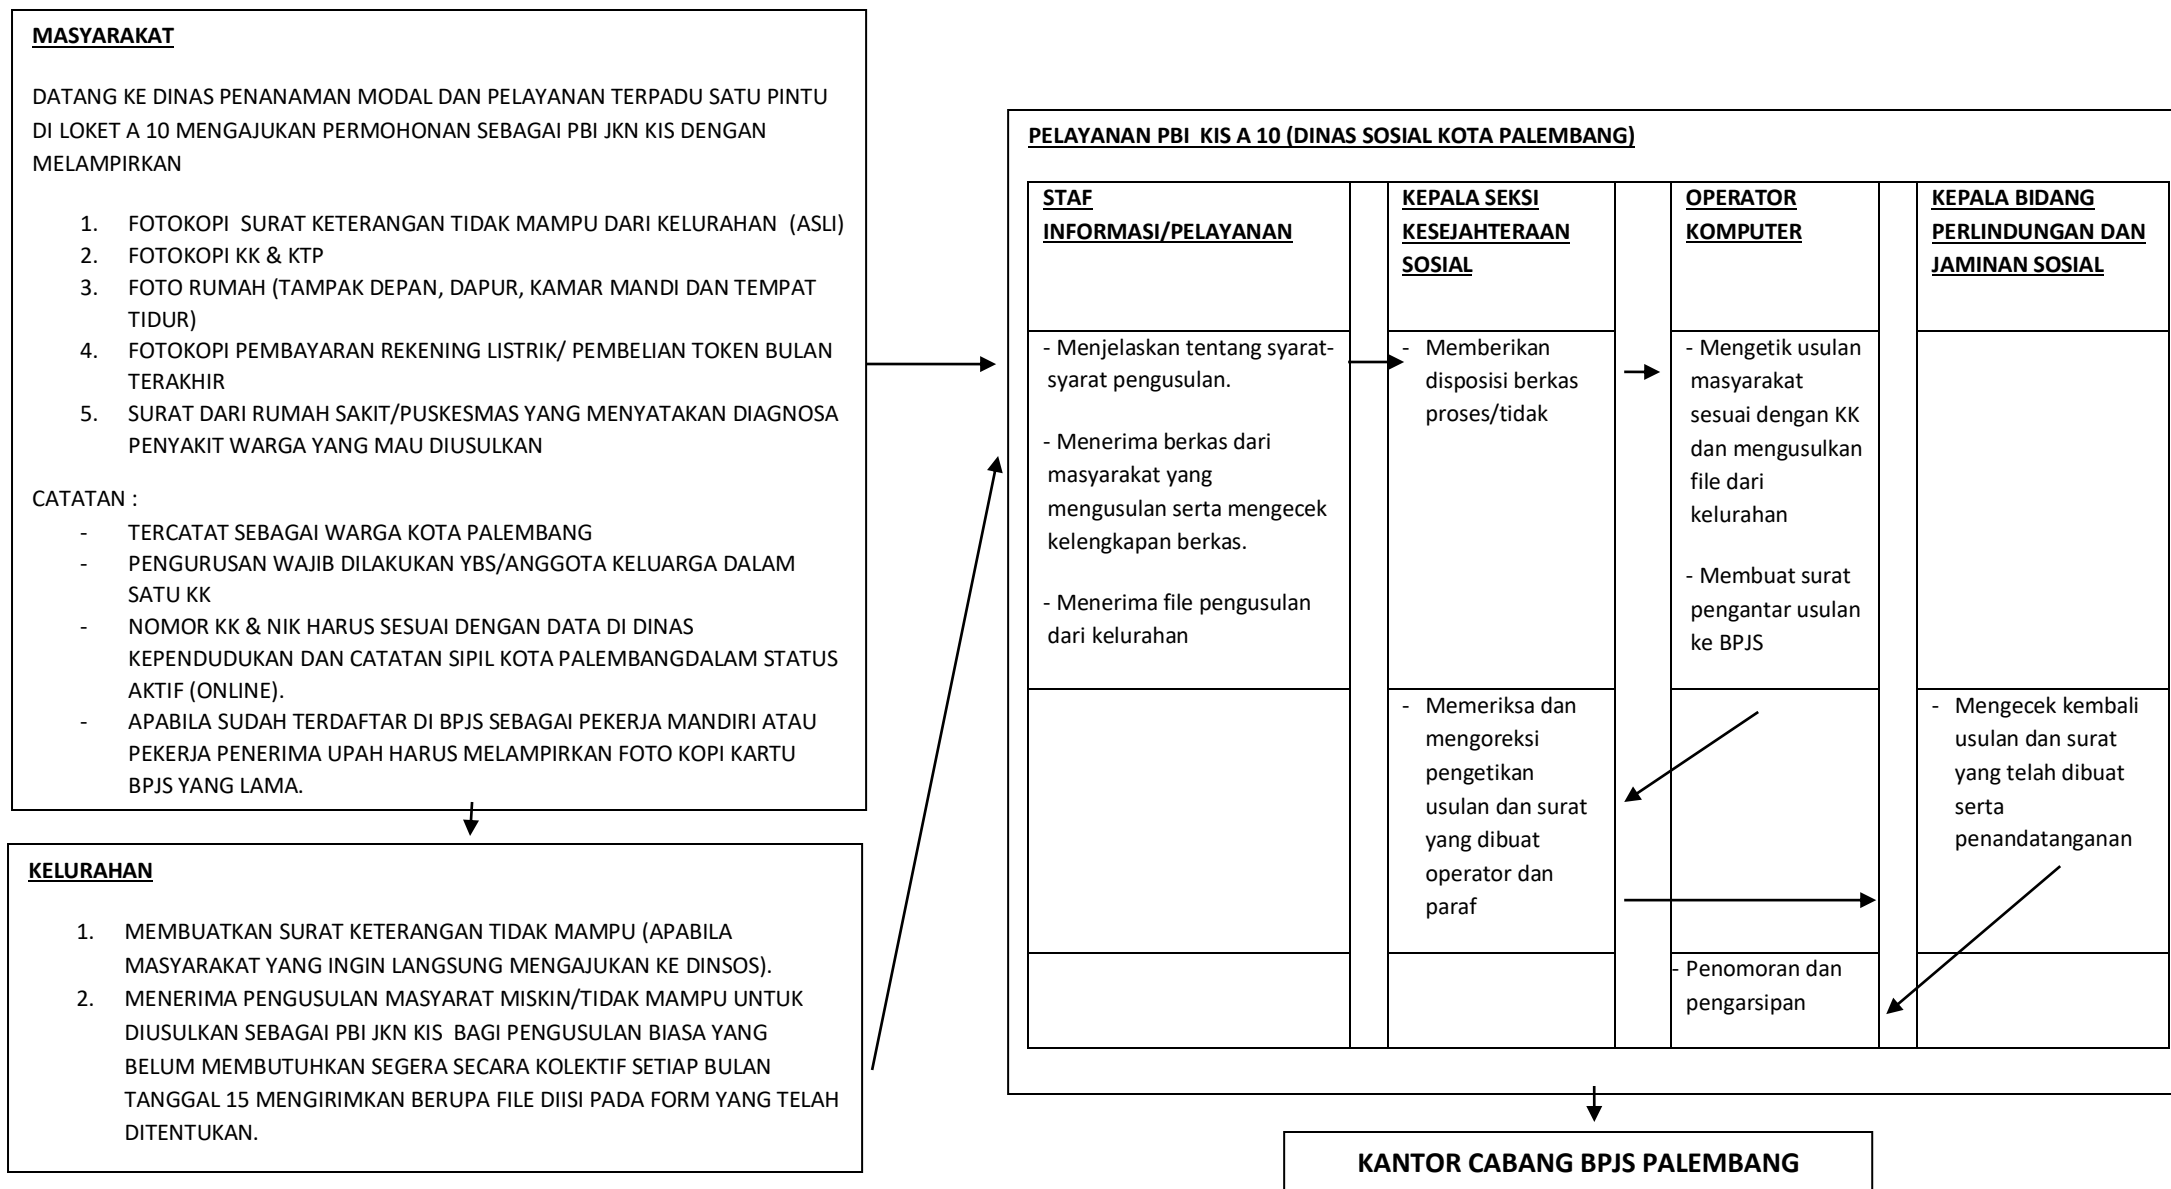 MASYARAKAT
DATANG KE DINAS PENANAMAN MODAL DAN PELAYANAN TERPADU SATU PINTU
DI LOKET A 10 MENGAJUKAN PERMOHONAN SEBAGAI PBI JKN KIS DENGAN
MELAMPIRKAN
1. FOTOKOPI SURAT KETERANGAN TIDAK MAMPU DARI KELURAHAN (ASLI)
2. FOTOKOPI KK & KTP
3. FOTO RUMAH (TAMPAK DEPAN, DAPUR, KAMAR MANDI DAN TEMPAT
TIDUR)
4. FOTOKOPI PEMBAYARAN REKENING LISTRIK/ PEMBELIAN TOKEN BULAN
TERAKHIR
5. SURAT DARI RUMAH SAKIT/PUSKESMAS YANG MENYATAKAN DIAGNOSA
PENYAKIT WARGA YANG MAU DIUSULKAN
CATATAN :
- TERCATAT SEBAGAI WARGA KOTA PALEMBANG
- PENGURUSAN WAJIB DILAKUKAN YBS/ANGGOTA KELUARGA DALAM
SATU KK
- NOMOR KK & NIK HARUS SESUAI DENGAN DATA DI DINAS
KEPENDUDUKAN DAN CATATAN SIPIL KOTA PALEMBANGDALAM STATUS
AKTIF (ONLINE).
- APABILA SUDAH TERDAFTAR DI BPJS SEBAGAI PEKERJA MANDIRI ATAU
PEKERJA PENERIMA UPAH HARUS MELAMPIRKAN FOTO KOPI KARTU
BPJS YANG LAMA.
KELURAHAN
1. MEMBUATKAN SURAT KETERANGAN TIDAK MAMPU (APABILA
MASYARAKAT YANG INGIN LANGSUNG MENGAJUKAN KE DINSOS).
2. MENERIMA PENGUSULAN MASYARAT MISKIN/TIDAK MAMPU UNTUK
DIUSULKAN SEBAGAI PBI JKN KIS BAGI PENGUSULAN BIASA YANG
BELUM MEMBUTUHKAN SEGERA SECARA KOLEKTIF SETIAP BULAN
TANGGAL 15 MENGIRIMKAN BERUPA FILE DIISI PADA FORM YANG TELAH
DITENTUKAN.
PELAYANAN PBI KIS A 10 (DINAS SOSIAL KOTA PALEMBANG)
STAF
INFORMASI/PELAYANAN
KEPALA SEKSI
KESEJAHTERAAN
SOSIAL
OPERATOR
KOMPUTER
KEPALA BIDANG
PERLINDUNGAN DAN
JAMINAN SOSIAL
- Menjelaskan tentang syarat-
syarat pengusulan.
- Menerima berkas dari
masyarakat yang
mengusulan serta mengecek
kelengkapan berkas.
- Menerima file pengusulan
dari kelurahan
- Memberikan
disposisi berkas
proses/tidak
- Mengetik usulan
masyarakat
sesuai dengan KK
dan mengusulkan
file dari
kelurahan
- Membuat surat
pengantar usulan
ke BPJS
- Memeriksa dan
mengoreksi
pengetikan
usulan dan surat
yang dibuat
operator dan
paraf
- Mengecek kembali
usulan dan surat
yang telah dibuat
serta
penandatanganan
- Penomoran dan
pengarsipan
KANTOR CABANG BPJS PALEMBANG